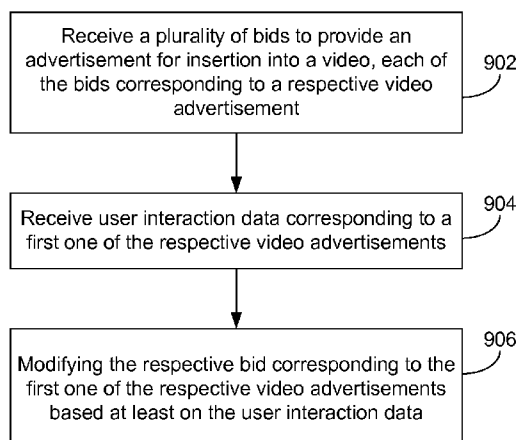 Receive a plurality of bids to provide an
advertisement for insertion into a video, each of
the bids corresponding to a respective video
advertisement
902
Receive user interaction data corresponding to a
first one of the respective video advertisements
904
Modifying the respective bid corresponding to the
first one of the respective video advertisements
based at least on the user interaction data
906